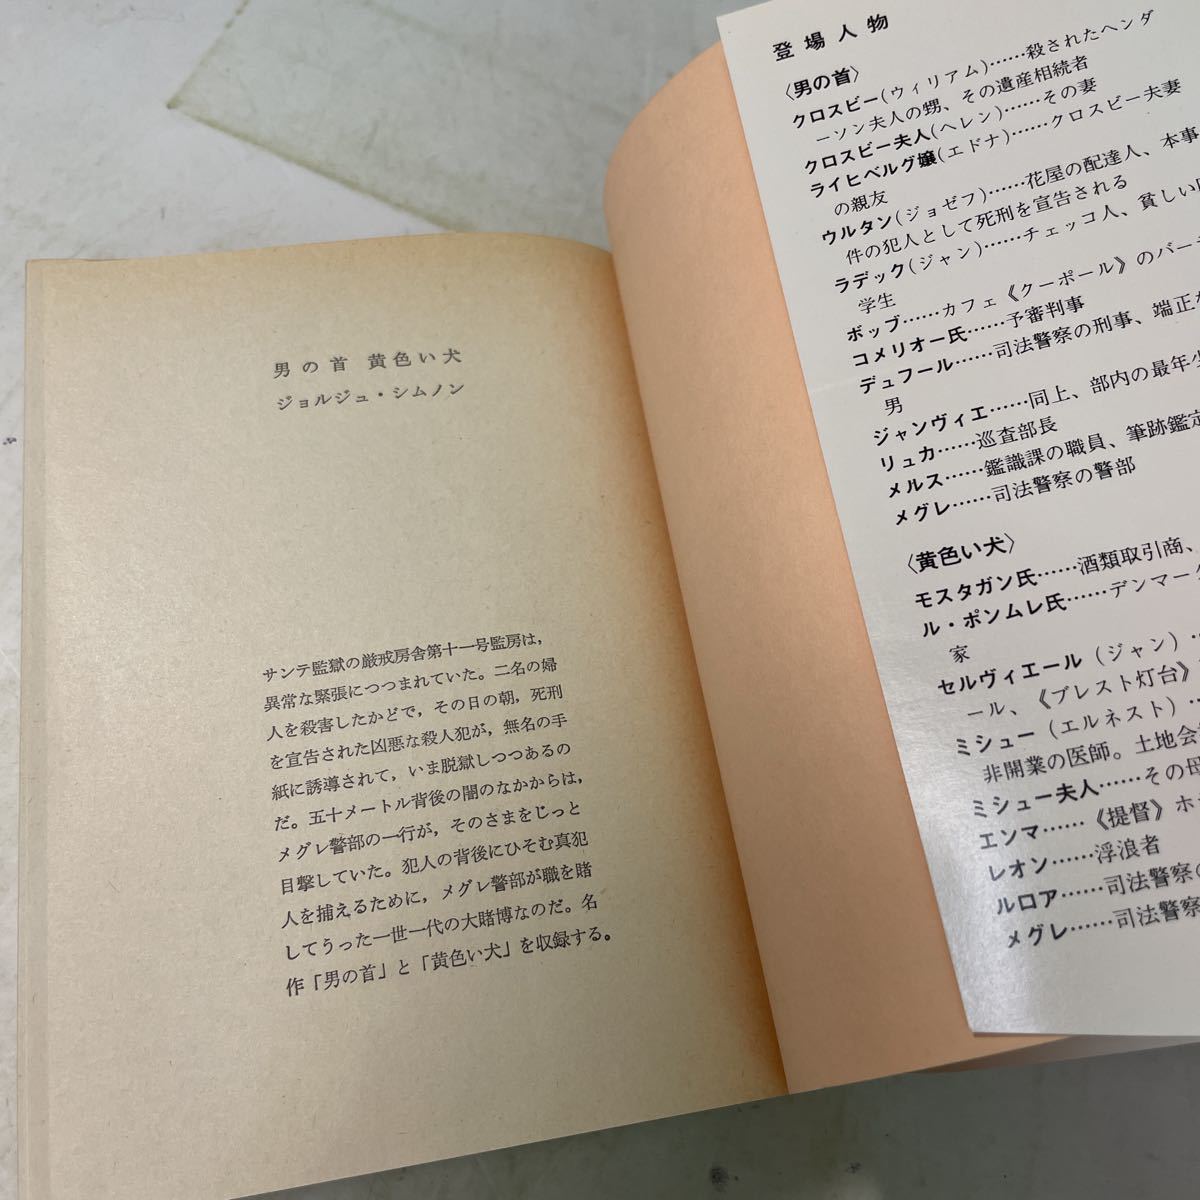 男の首 黄色い犬
ジョルジュ・シムノン
サンテ監獄の厳戒房舎第十一号監房は，
異常な緊張につつまれていた。二名の婦
人を殺害したかどで，その日の朝，死刑
を宣告された凶悪な殺人犯が，無名の手
紙に誘導されて，いま脱獄しつつあるの
だ。五十メートル背後の闇のなかからは，
メグレ警部の一行が，そのさまをじっと
目撃していた。犯人の背後にひそむ真犯
人を捕えるために，メグレ警部が職を賭
してうった一世一代の大賭博なのだ。名
作「男の首」と「黄色い犬」を収録する。
登場人物
〈男の首〉
クロスビー(ウィリアム)……殺されたヘンダ
ーソン夫人の甥、その遺産相続者
クロスビー夫人(ヘレン)……その妻
ライヒベルグ嬢(エドナ)……クロスビー夫妻
の親友
ウルタン(ジョゼフ)……花屋の配達人、本事
件の犯人として死刑を宣告される
ラデック(ジャン)……チェッコ人、貧しい
学生
ボッブ……カフェ《クーポール》のバー
コメリオー氏……予審判事
デュフール……司法警察の刑事、端正
男
ジャンヴィエ……同上、部内の最年少
リュカ……巡査部長
メルス……鑑識課の職員、筆跡鑑定
メグレ……司法警察の警部
〈黄色い犬〉
モスタガン氏……酒類取引商、
ル・ポンムレ氏……デンマーク
家
セルヴィエール（ジャン）…
ール、《ブレスト灯台》
ミシュー（エルネスト）…
非開業の医師。土地会
ミシュー夫人……その母
エンマ……《提督》ホ
レオン……浮浪者
ルロア……司法警察の
メグレ……司法警察